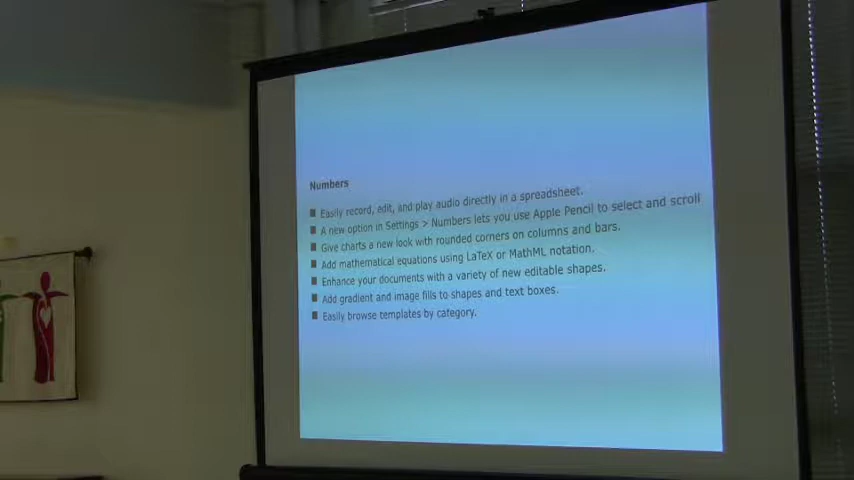 Numbers
Easily record, edit, and play audio directly in a spreadsheet.
A new option in Settings > Numbers lets you use Apple Pencil to select and scroll
Give charts a new look with rounded corners on columns and bars.
Add mathematical equations using LaTeX or MathML notation.
Enhance your documents with a variety of new editable shapes.
Add gradient and image fills to shapes and text boxes.
Easily browse templates by category.